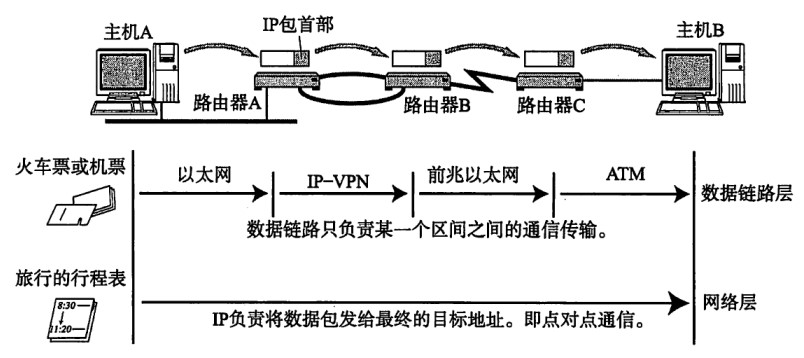 主机A
IP包首部
主机B
路由器A
路由器B
路由器C
火车票或机票
以太网
IP-VPN
前兆以太网
ATM
数据链路层
数据链路只负责某一个区间之间的通信传输。
旅行的行程表
8:30
11:20
网络层
IP负责将数据包发给最终的目标地址。即点对点通信。